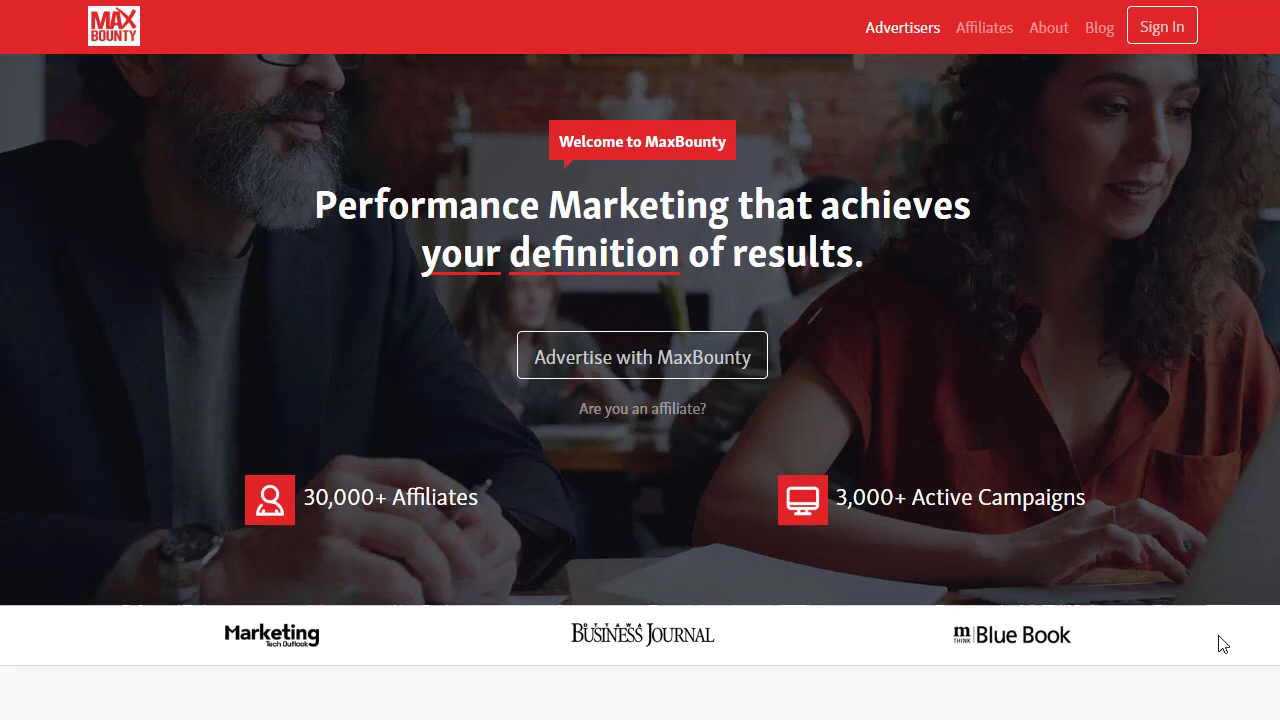 MAX
BOUNTY
Advertisers
Affiliates
About
Blog
Sign In
Welcome to MaxBounty
Performance Marketing that achieves
your definition of results.
Advertise with MaxBounty
Are you an affiliate?
30,000+ Affiliates
3,000+ Active Campaigns
Marketing
Tech Outlook
OTTAWA
BUSINESS JOURNAL
m
THINK
Blue Book